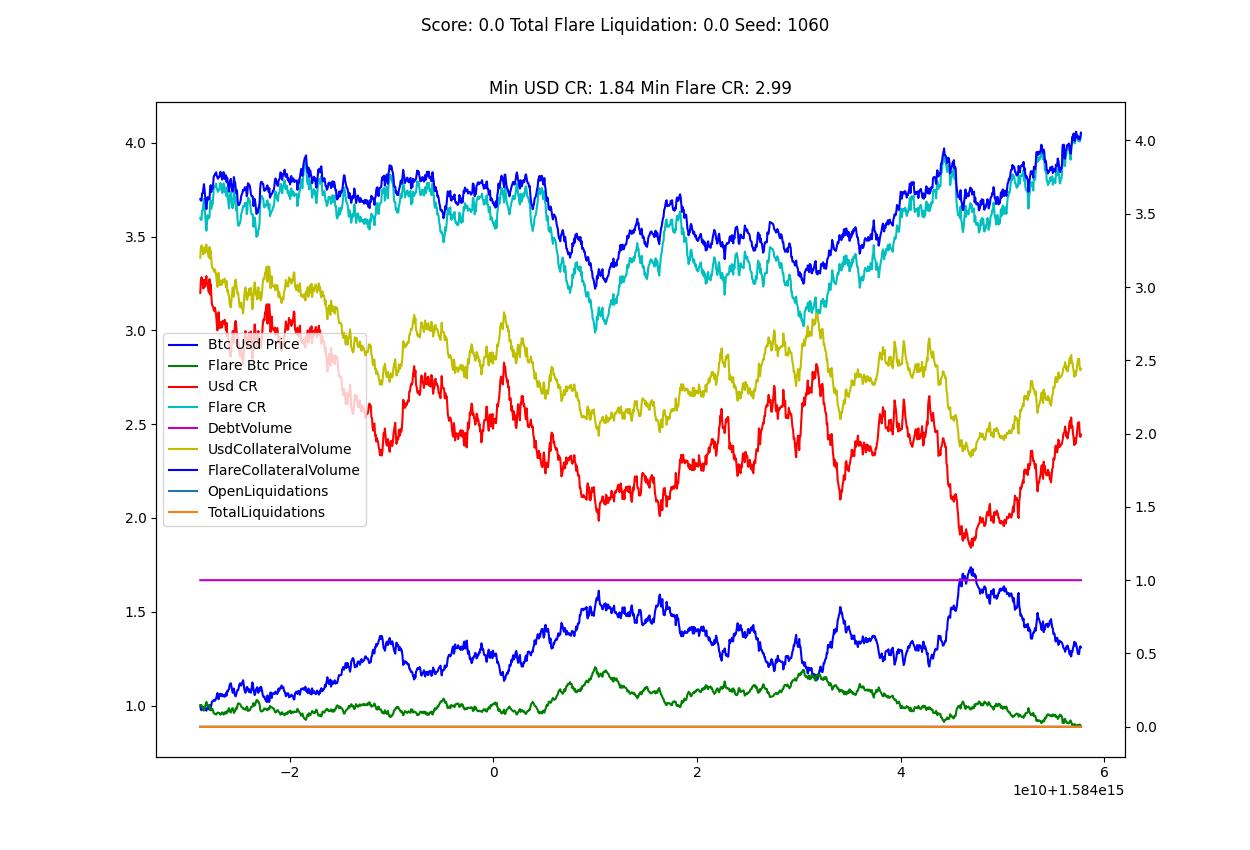 Score: 0.0 Total Flare Liquidation: 0.0 Seed: 1060
Min USD CR: 1.84 Min Flare CR: 2.99
4.0
3.5
3.0
2.5
2.0
1.5
1.0
Btc Usd Price
Flare Btc Price
Usd CR
Flare CR
DebtVolume
UsdCollateralVolume
FlareCollateralVolume
OpenLiquidations
TotalLiquidations
4.0
3.5
3.0
2.5
2.0
1.5
1.0
0.5
0.0
−2
0
2
4
6
1e10+1.584e15